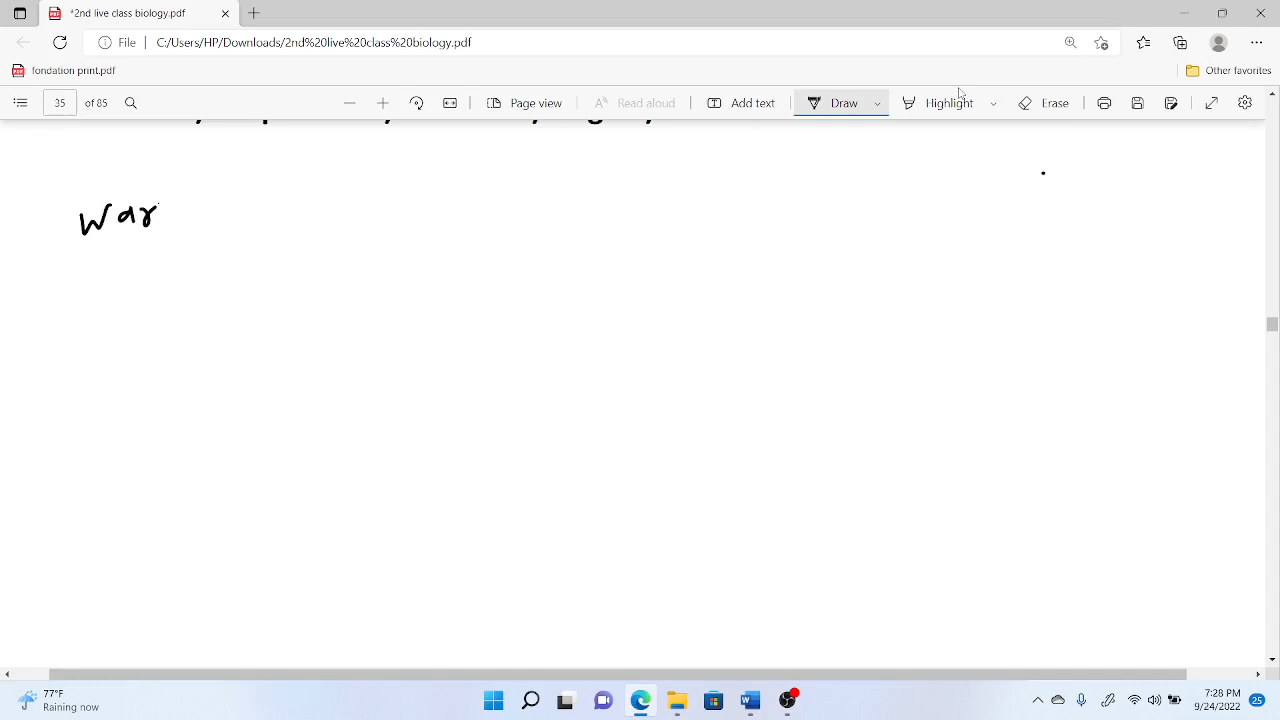 *2nd live class biology.pdf
File C:/Users/HP/Downloads/2nd%20live%20class%20biology.pdf
fondation print.pdf Other favorites
35 of 85 Page view Read aloud Add text Draw Highlight Erase
War
77°F
Raining now
7:28 PM
9/24/2022
25